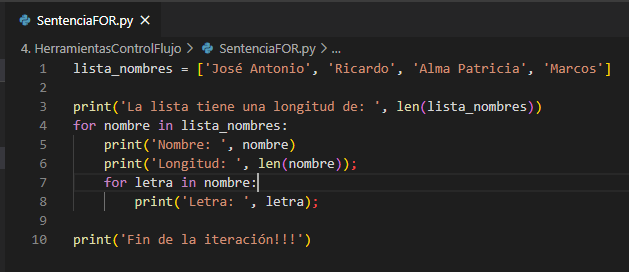 SentenciaFOR.py ×
4. HerramientasControlFlujo > SentenciaFOR.py > ...
1 lista_nombres = ['José Antonio', 'Ricardo', 'Alma Patricia', 'Marcos']
2
3 print('La lista tiene una longitud de: ', len(lista_nombres))
4 for nombre in lista_nombres:
5     print('Nombre: ', nombre)
6     print('Longitud: ', len(nombre));
7     for letra in nombre:
8         print('Letra: ', letra);
9
10 print('Fin de la iteración!!!')